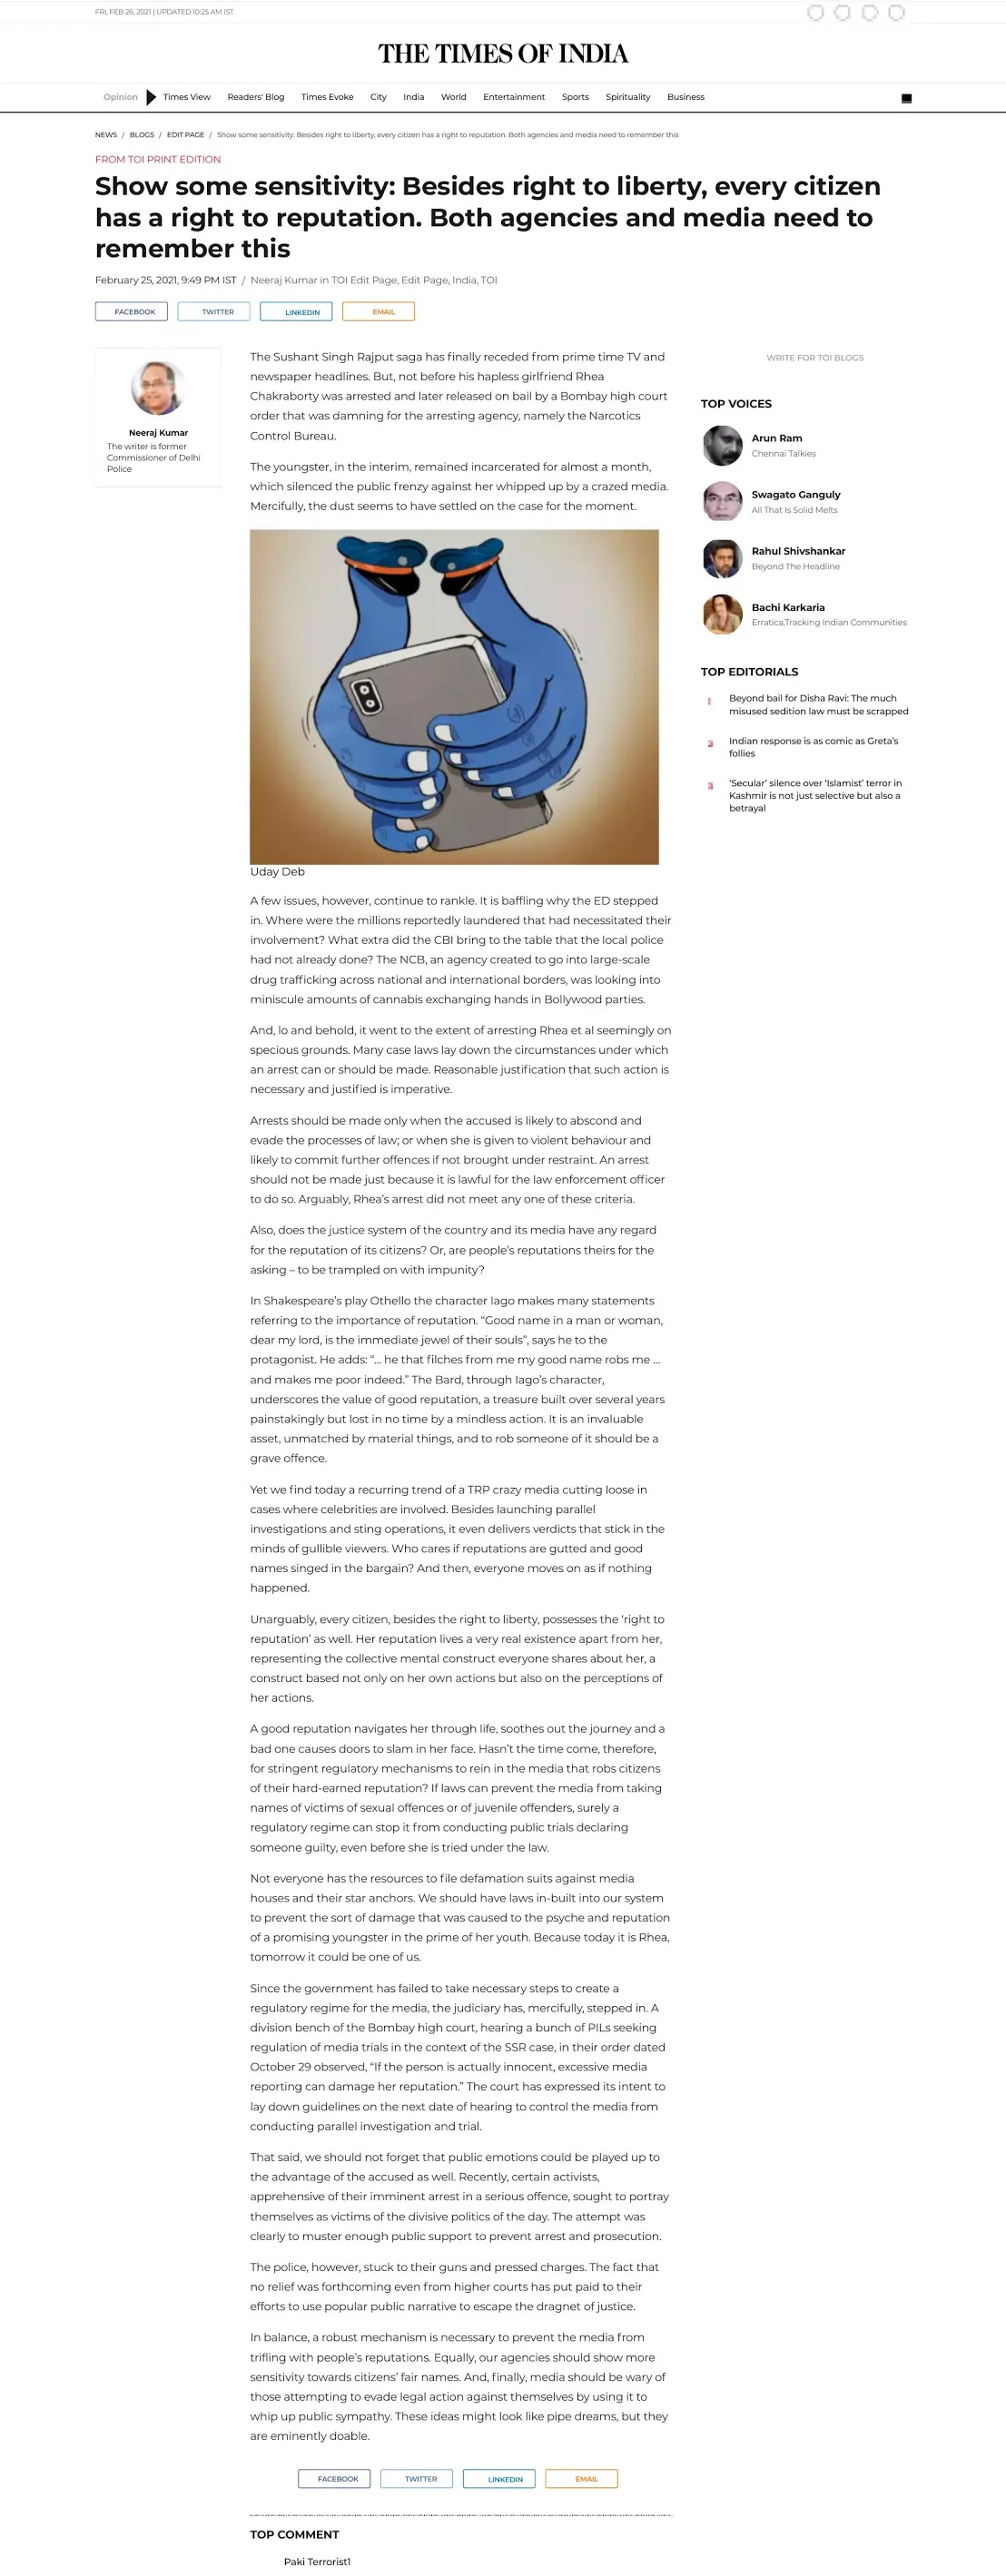 FRI, FEB 26, 2021 | UPDATED 10:25 AM IST
THE TIMES OF INDIA
Opinion Times View Readers' Blog Times Evoke City India World Entertainment Sports Spirituality Business
NEWS / BLOGS / EDIT PAGE / Show some sensitivity: Besides right to liberty, every citizen has a right to reputation. Both agencies and media need to remember this
FROM TOI PRINT EDITION
Show some sensitivity: Besides right to liberty, every citizen
has a right to reputation. Both agencies and media need to
remember this
February 25, 2021, 9:49 PM IST / Neeraj Kumar in TOI Edit Page, Edit Page, India, TOI
FACEBOOK TWITTER LINKEDIN EMAIL
Neeraj Kumar
The writer is former
Commissioner of Delhi
Police
The Sushant Singh Rajput saga has finally receded from prime time TV and
newspaper headlines. But, not before his hapless girlfriend Rhea
Chakraborty was arrested and later released on bail by a Bombay high court
order that was damning for the arresting agency, namely the Narcotics
Control Bureau.
The youngster, in the interim, remained incarcerated for almost a month,
which silenced the public frenzy against her whipped up by a crazed media.
Mercifully, the dust seems to have settled on the case for the moment.
Uday Deb
A few issues, however, continue to rankle. It is baffling why the ED stepped
in. Where were the millions reportedly laundered that had necessitated their
involvement? What extra did the CBI bring to the table that the local police
had not already done? The NCB, an agency created to go into large-scale
drug trafficking across national and international borders, was looking into
miniscule amounts of cannabis exchanging hands in Bollywood parties.
And, lo and behold, it went to the extent of arresting Rhea et al seemingly on
specious grounds. Many case laws lay down the circumstances under which
an arrest can or should be made. Reasonable justification that such action is
necessary and justified is imperative.
Arrests should be made only when the accused is likely to abscond and
evade the processes of law; or when she is given to violent behaviour and
likely to commit further offences if not brought under restraint. An arrest
should not be made just because it is lawful for the law enforcement officer
to do so. Arguably, Rhea's arrest did not meet any one of these criteria.
Also, does the justice system of the country and its media have any regard
for the reputation of its citizens? Or, are people's reputations theirs for the
asking – to be trampled on with impunity?
In Shakespeare's play Othello the character Iago makes many statements
referring to the importance of reputation. “Good name in a man or woman,
dear my lord, is the immediate jewel of their souls”, says he to the
protagonist. He adds: “... he that filches from me my good name robs me ...
and makes me poor indeed.” The Bard, through Iago's character,
underscores the value of good reputation, a treasure built over several years
painstakingly but lost in no time by a mindless action. It is an invaluable
asset, unmatched by material things, and to rob someone of it should be a
grave offence.
Yet we find today a recurring trend of a TRP crazy media cutting loose in
cases where celebrities are involved. Besides launching parallel
investigations and sting operations, it even delivers verdicts that stick in the
minds of gullible viewers. Who cares if reputations are gutted and good
names singed in the bargain? And then, everyone moves on as if nothing
happened.
Unarguably, every citizen, besides the right to liberty, possesses the ‘right to
reputation’ as well. Her reputation lives a very real existence apart from her,
representing the collective mental construct everyone shares about her, a
construct based not only on her own actions but also on the perceptions of
her actions.
A good reputation navigates her through life, soothes out the journey and a
bad one causes doors to slam in her face. Hasn't the time come, therefore,
for stringent regulatory mechanisms to rein in the media that robs citizens
of their hard-earned reputation? If laws can prevent the media from taking
names of victims of sexual offences or of juvenile offenders, surely a
regulatory regime can stop it from conducting public trials declaring
someone guilty, even before she is tried under the law.
Not everyone has the resources to file defamation suits against media
houses and their star anchors. We should have laws in-built into our system
to prevent the sort of damage that was caused to the psyche and reputation
of a promising youngster in the prime of her youth. Because today it is Rhea,
tomorrow it could be one of us.
Since the government has failed to take necessary steps to create a
regulatory regime for the media, the judiciary has, mercifully, stepped in. A
division bench of the Bombay high court, hearing a bunch of PILs seeking
regulation of media trials in the context of the SSR case, in their order dated
October 29 observed, “If the person is actually innocent, excessive media
reporting can damage her reputation.” The court has expressed its intent to
lay down guidelines on the next date of hearing to control the media from
conducting parallel investigation and trial.
That said, we should not forget that public emotions could be played up to
the advantage of the accused as well. Recently, certain activists,
apprehensive of their imminent arrest in a serious offence, sought to portray
themselves as victims of the divisive politics of the day. The attempt was
clearly to muster enough public support to prevent arrest and prosecution.
The police, however, stuck to their guns and pressed charges. The fact that
no relief was forthcoming even from higher courts has put paid to their
efforts to use popular public narrative to escape the dragnet of justice.
In balance, a robust mechanism is necessary to prevent the media from
trifling with people's reputations. Equally, our agencies should show more
sensitivity towards citizens' fair names. And, finally, media should be wary of
those attempting to evade legal action against themselves by using it to
whip up public sympathy. These ideas might look like pipe dreams, but they
are eminently doable.
FACEBOOK TWITTER LINKEDIN EMAIL
TOP COMMENT
Paki Terrorist1
WRITE FOR TOI BLOGS
TOP VOICES
Arun Ram
Chennai Talkies
Swagato Ganguly
All That Is Solid Melts
Rahul Shivshankar
Beyond The Headline
Bachi Karkaria
Erratica,Tracking Indian Communities
TOP EDITORIALS
1 Beyond bail for Disha Ravi: The much
misused sedition law must be scrapped
2 Indian response is as comic as Greta's
follies
3 ‘Secular’ silence over ‘Islamist’ terror in
Kashmir is not just selective but also a
betrayal